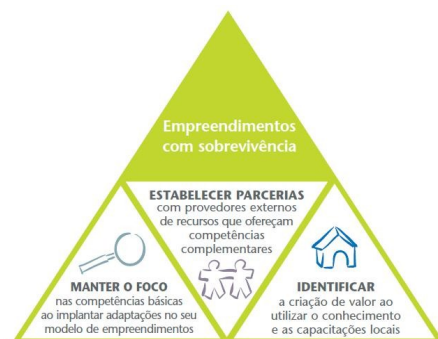 Empreendimentos
com sobrevivência
ESTABELECER PARCERIAS
com provedores externos
de recursos que ofereçam
competências
complementares
MANTER O FOCO
nas competências básicas
ao implantar adaptações no seu
modelo de empreendimentos
IDENTIFICAR
a criação de valor ao
utilizar o conhecimento
e as capacitações locais